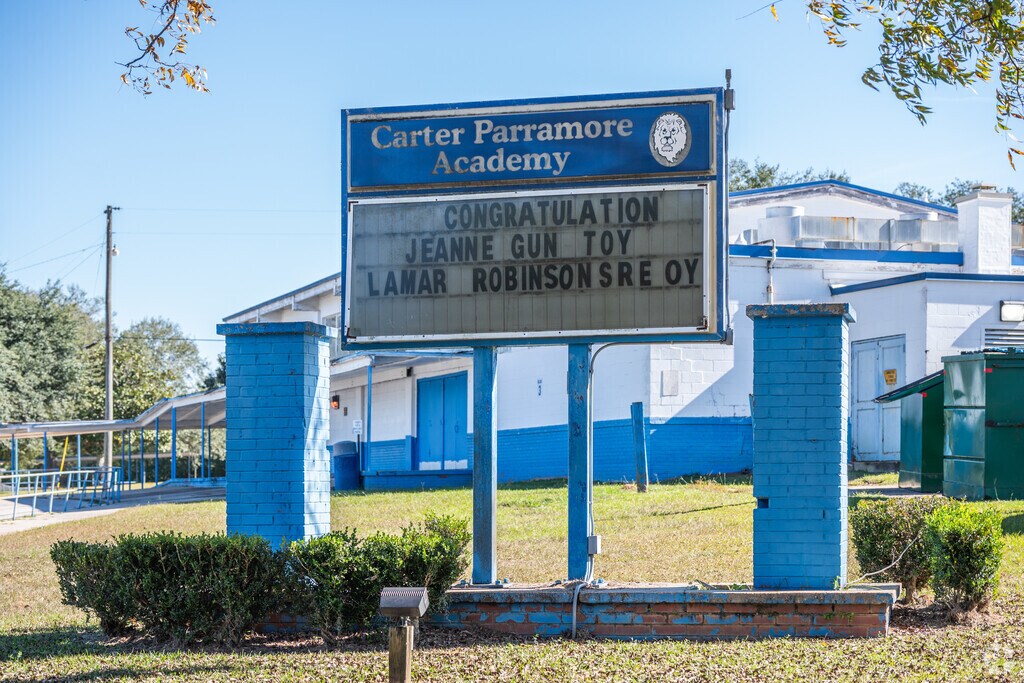 Carter Parramore
Academy
CONGRATULATION
JEANNE GUN TOY
LAMAR ROBINSONSRE OY